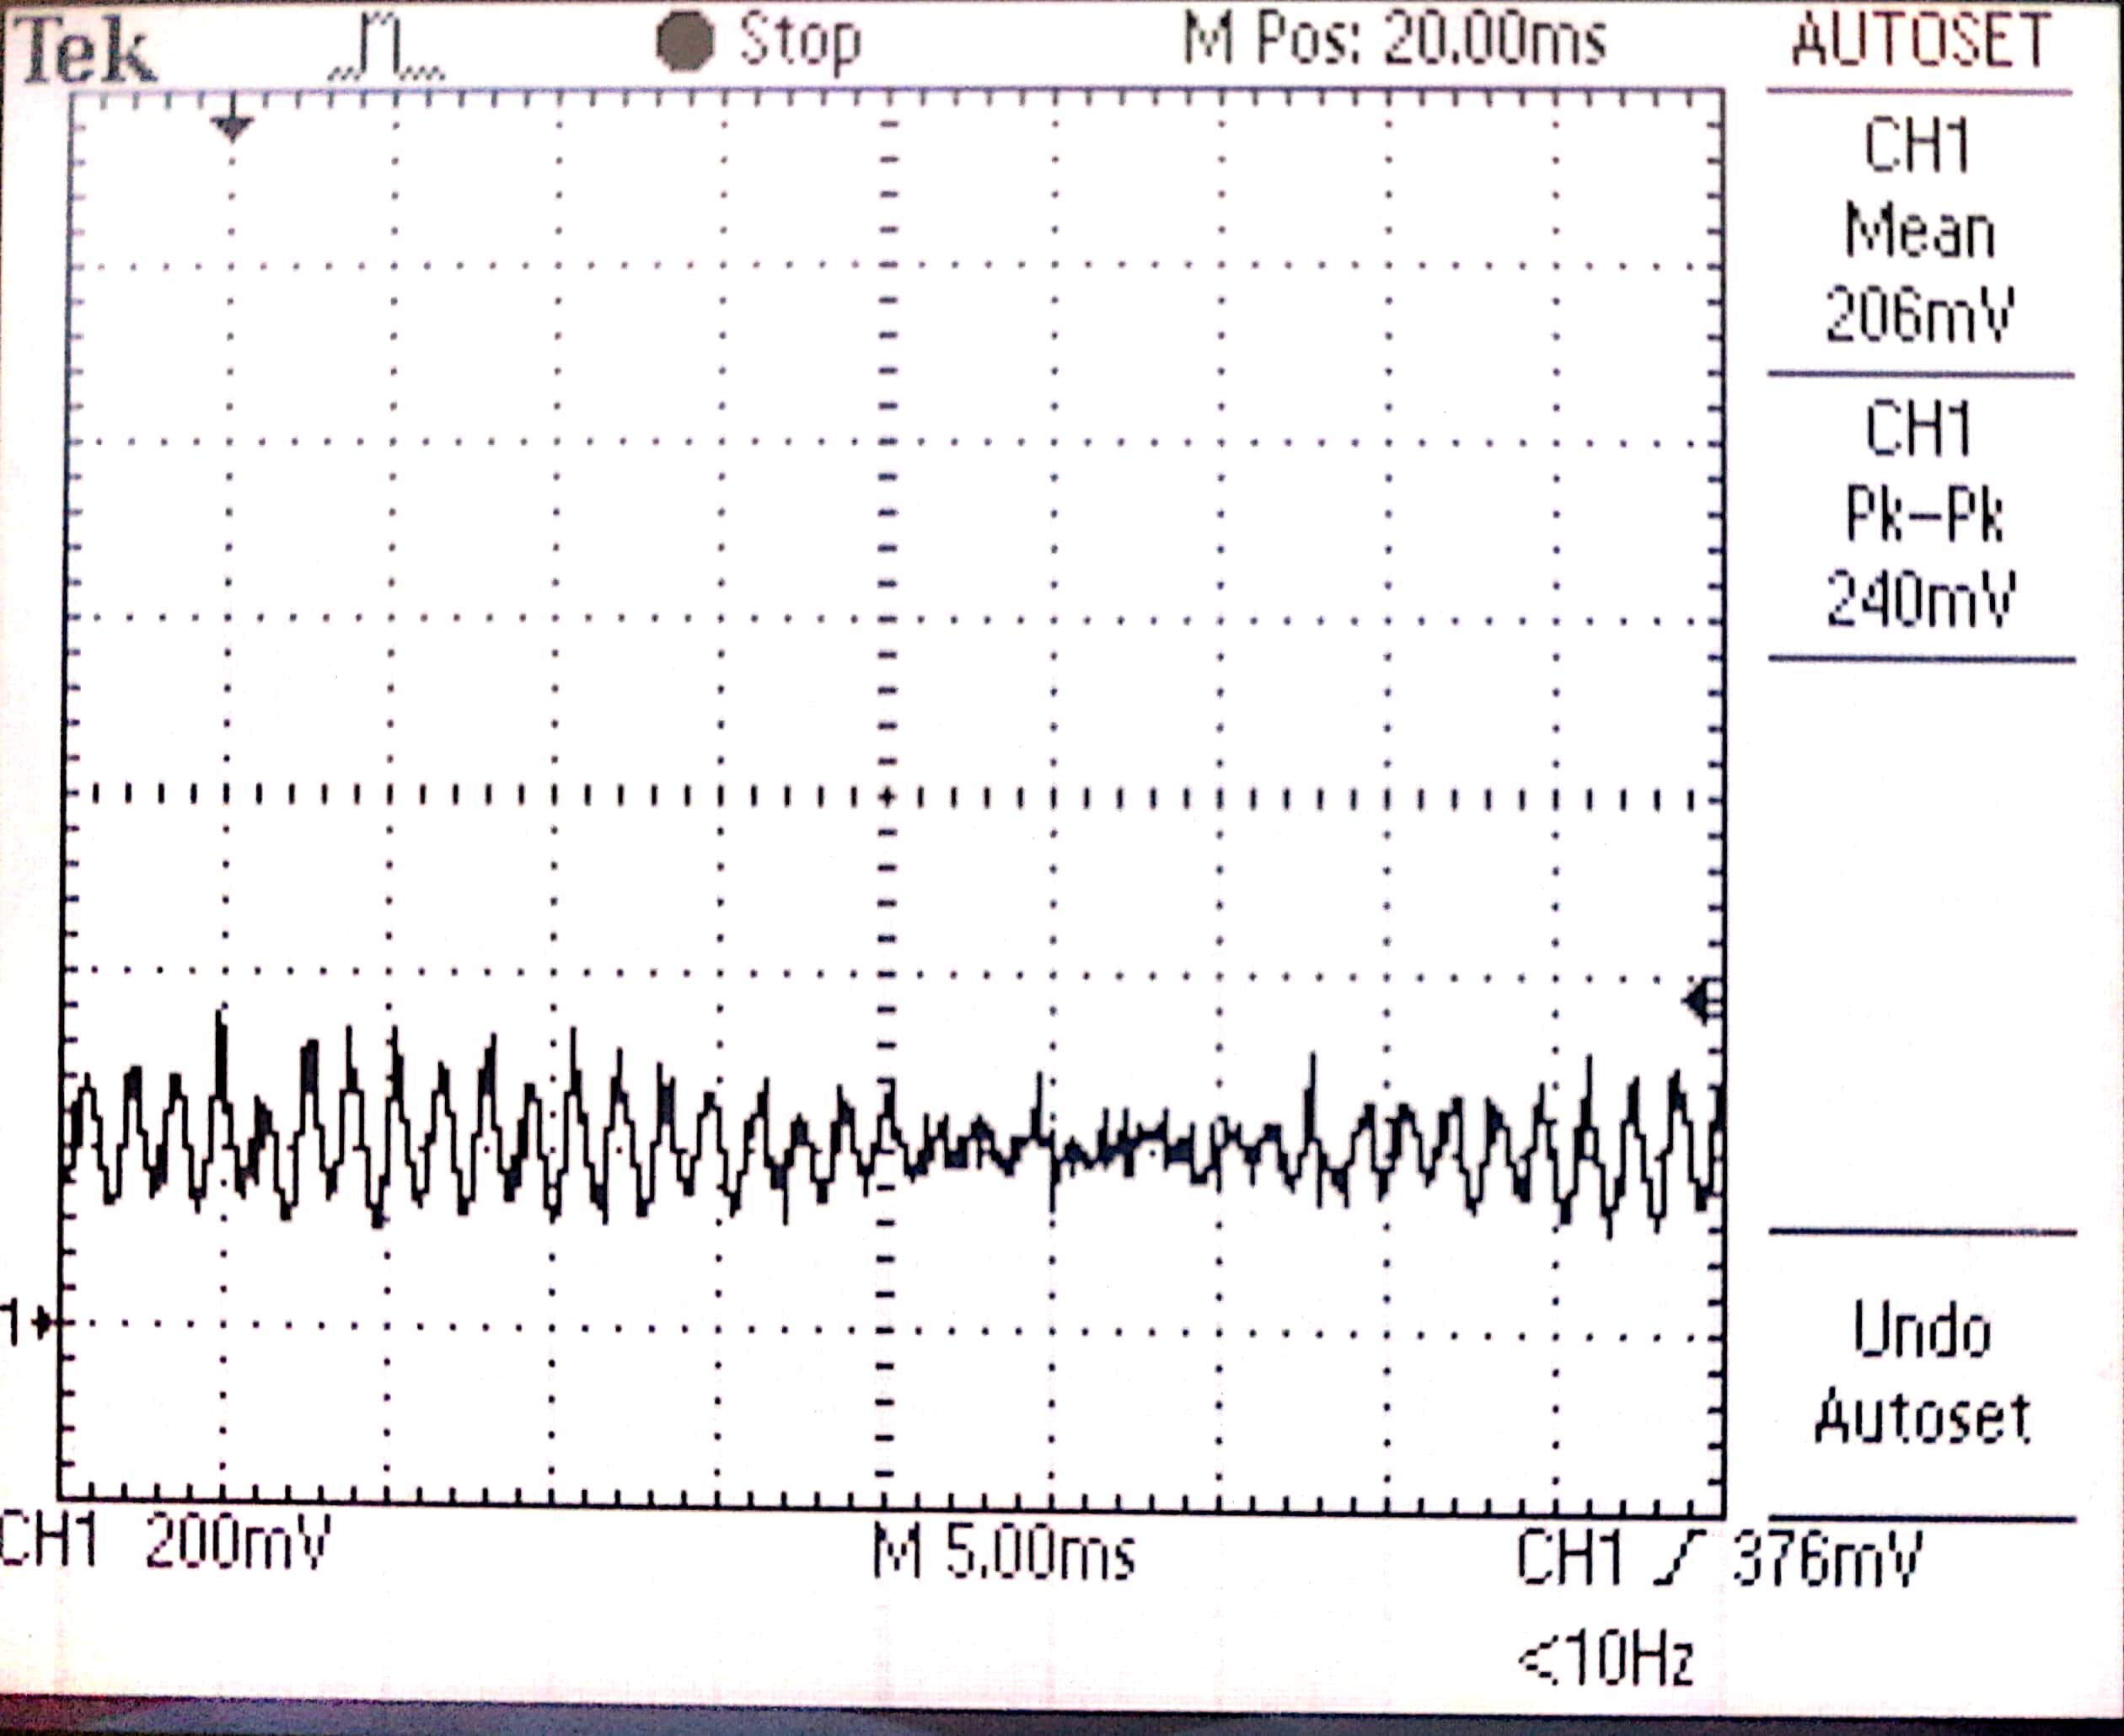 Tek Stop M Pos: 20.00ms AUTOSET
CH1
Mean
206mV
CH1
Pk-Pk
240mV
1
Undo
Autoset
CH1 200mV M 5.00ms CH1 376mV
<10Hz